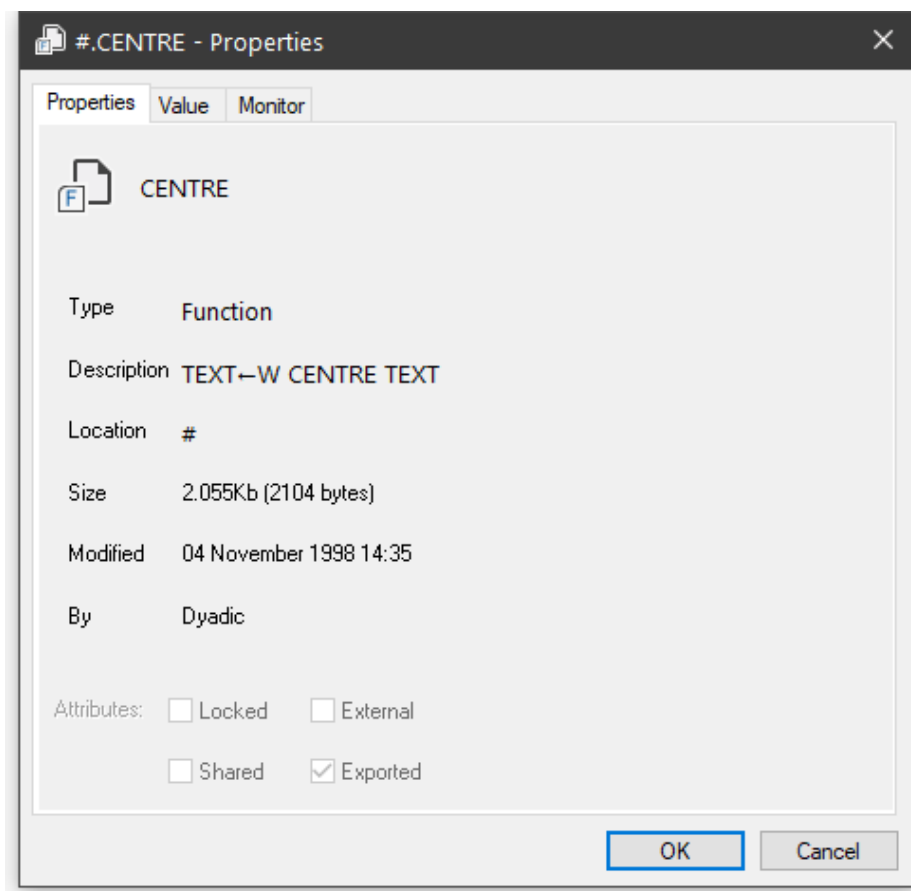 #.CENTRE - Properties
Properties Value Monitor
F CENTRE
Type Function
Description TEXT←W CENTRE TEXT
Location #
Size 2.055Kb (2104 bytes)
Modified 04 November 1998 14:35
By Dyadic
Attributes: Locked External
Shared Exported
OK Cancel